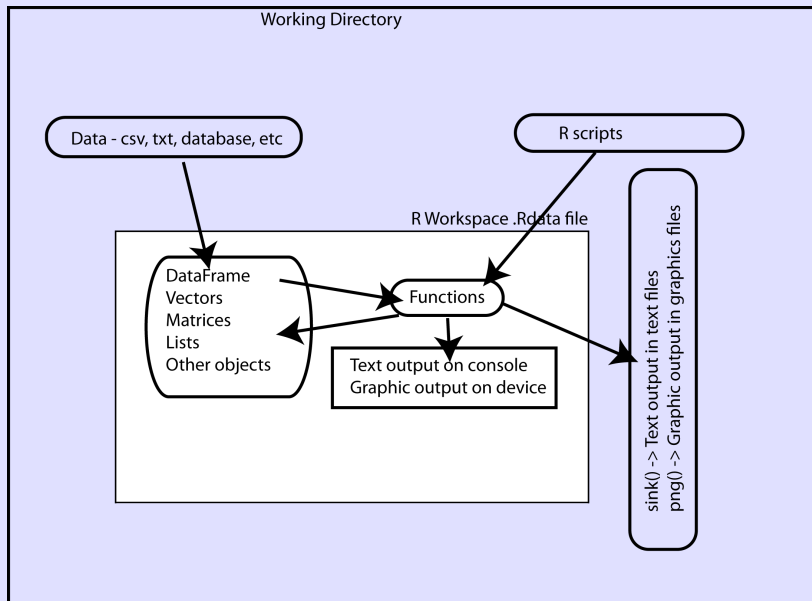 Working Directory
Data - csv, txt, database, etc
R scripts
R Workspace .Rdata file
DataFrame
Vectors
Matrices
Lists
Other objects
Functions
Text output on console
Graphic output on device
sink() -> Text output in text files
png() -> Graphic output in graphics files